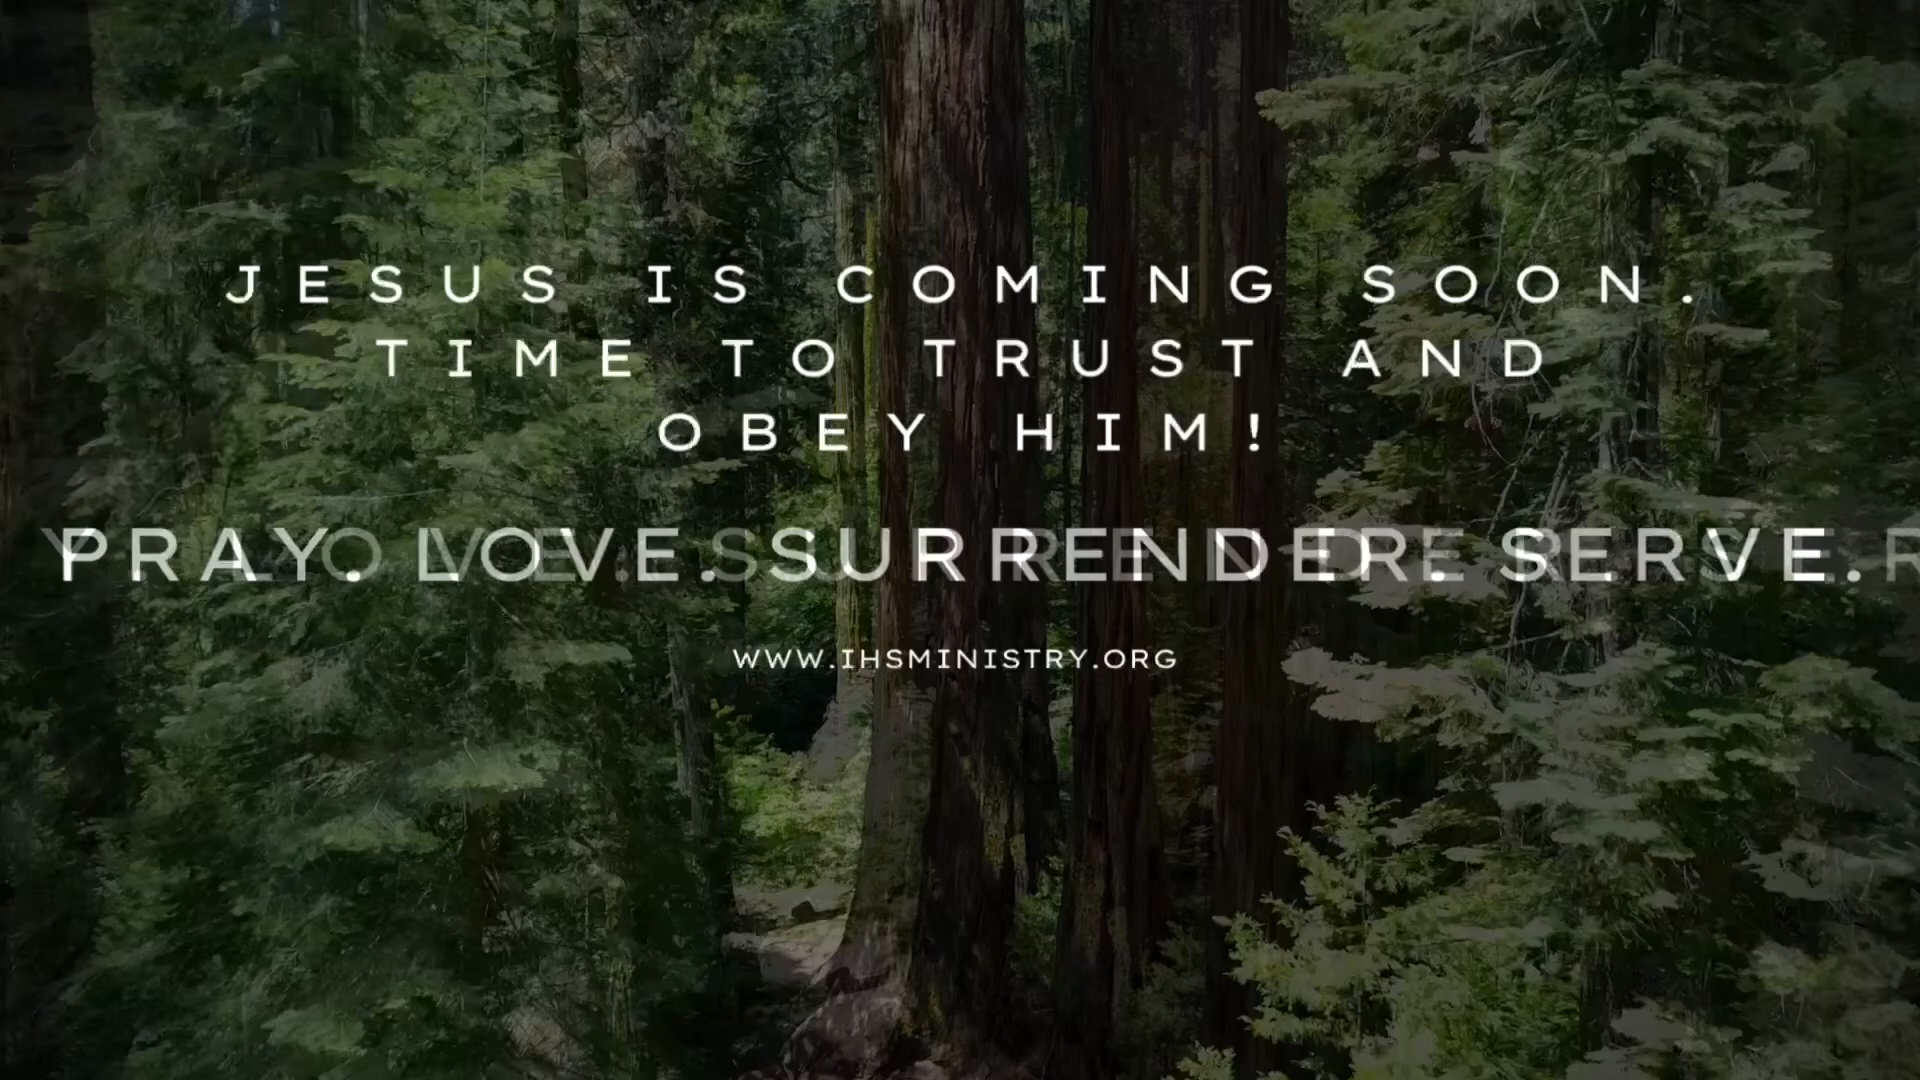 JESUS IS COMING SOON.
TIME TO TRUST AND
OBEY HIM!
PRAY. LOVE. SURRENDER. SERVE.
WWW.IHSMINISTRY.ORG